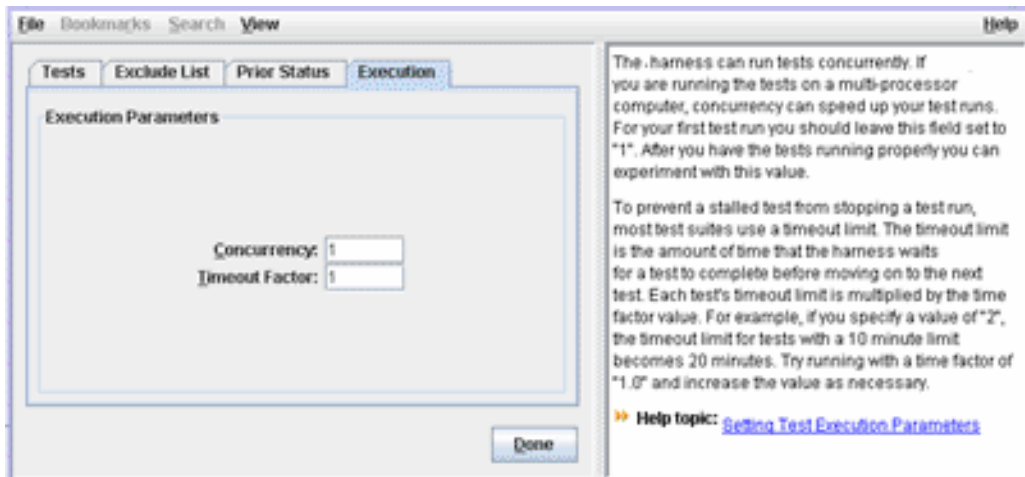 File Bookmarks Search View Help
Tests Exclude List Prior Status Execution
Execution Parameters
Concurrency: 1
Timeout Factor: 1
Done
The harness can run tests concurrently. If
you are running the tests on a multi-processor
computer, concurrency can speed up your test runs.
For your first test run you should leave this field set to
"1". After you have the tests running properly you can
experiment with this value.
To prevent a stalled test from stopping a test run,
most test suites use a timeout limit. The timeout limit
is the amount of time that the harness waits
for a test to complete before moving on to the next
test. Each test's timeout limit is multiplied by the time
factor value. For example, if you specify a value of "2",
the timeout limit for tests with a 10 minute limit
becomes 20 minutes. Try running with a time factor of
"1.0" and increase the value as necessary.
Help topic: Setting Test Execution Parameters